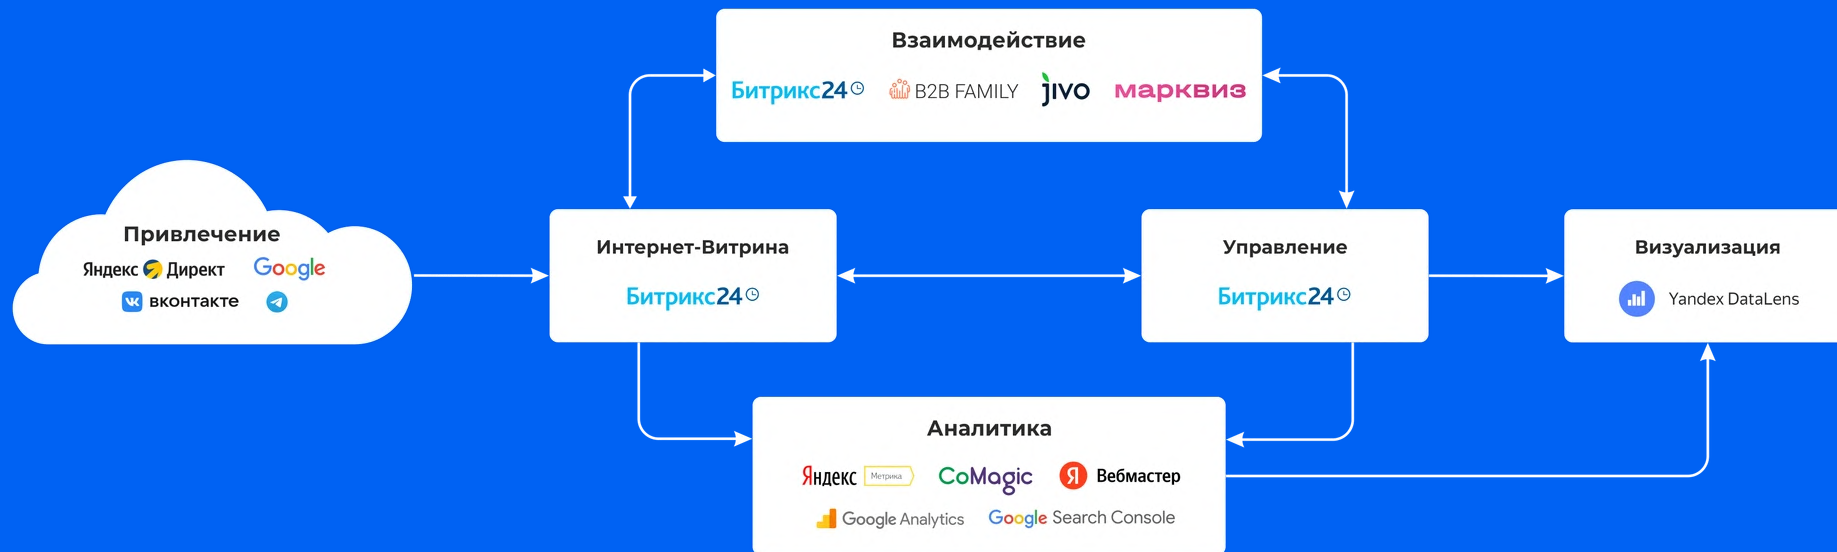 Взаимодействие
Битрикс24 B2B FAMILY jivo марквиз
Привлечение
Яндекс Директ Google
вконтакте
Интернет-Витрина
Битрикс24
Управление
Битрикс24
Визуализация
Yandex DataLens
Аналитика
Яндекс Метрика CoMagic Я Вебмастер
Google Analytics Google Search Console